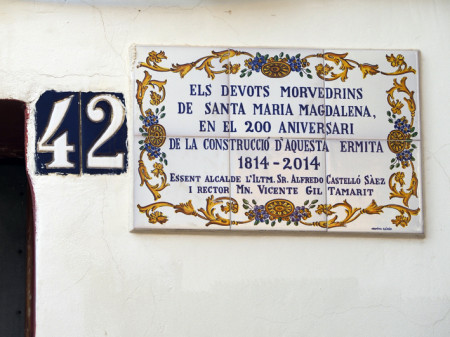 42
ELS DEVOTS MORVEDRINS
DE SANTA MARIA MAGDALENA,
EN EL 200 ANIVERSARI
DE LA CONSTRUCCIÓ D'AQUESTA ERMITA
1814-2014
ESSENT ALCALDE L'ILTM. SR. ALFREDO CASTELLÓ SÁEZ
I RECTOR MN. VICENTE GIL TAMARIT